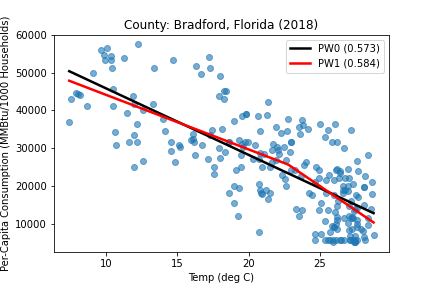 County: Bradford, Florida (2018)
PW0 (0.573)
PW1 (0.584)
Per-Capita Consumption (MMBtu/1000 Households)
60000
50000
40000
30000
20000
10000
10
15
20
25
Temp (deg C)